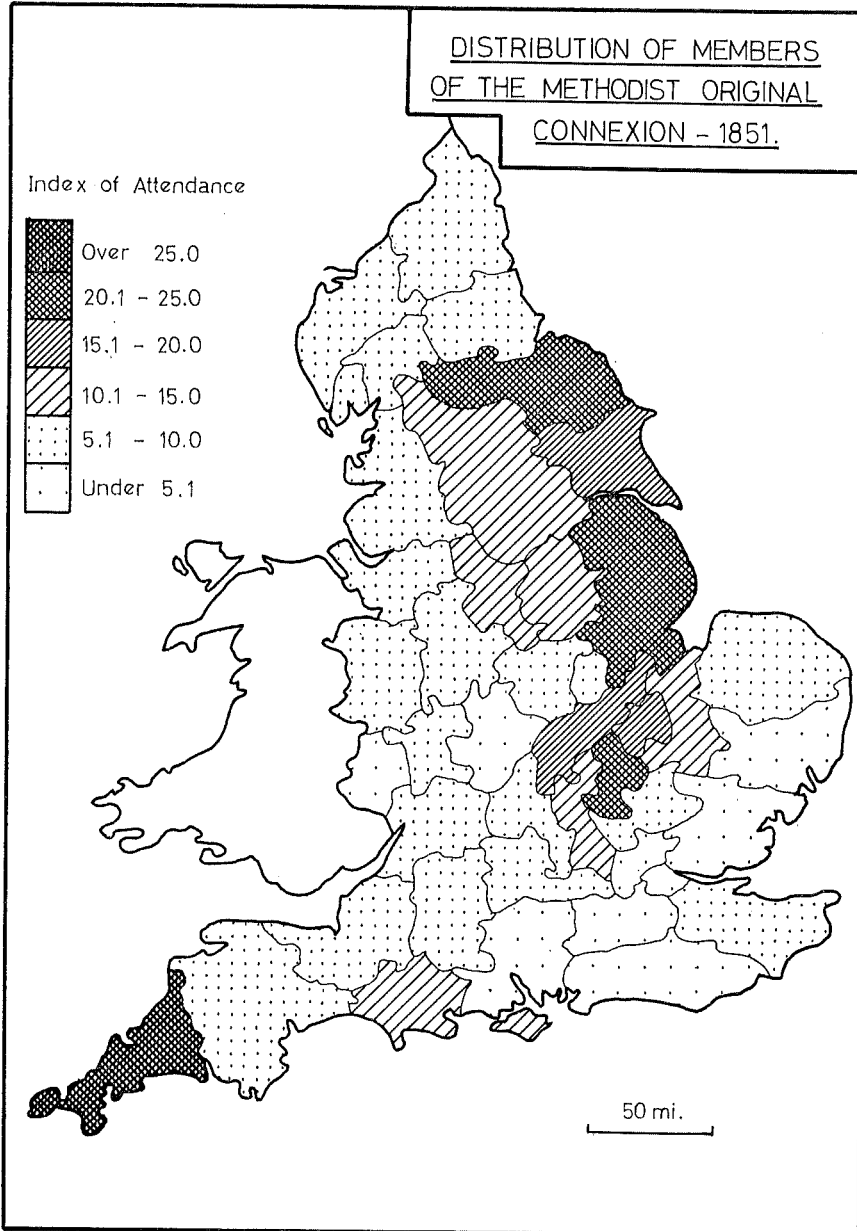 DISTRIBUTION OF MEMBERS
OF THE METHODIST ORIGINAL
CONNEXION - 1851.
Index of Attendance
Over 25.0
20.1 - 25.0
15.1 - 20.0
10.1 - 15.0
5.1 - 10.0
Under 5.1
50 mi.